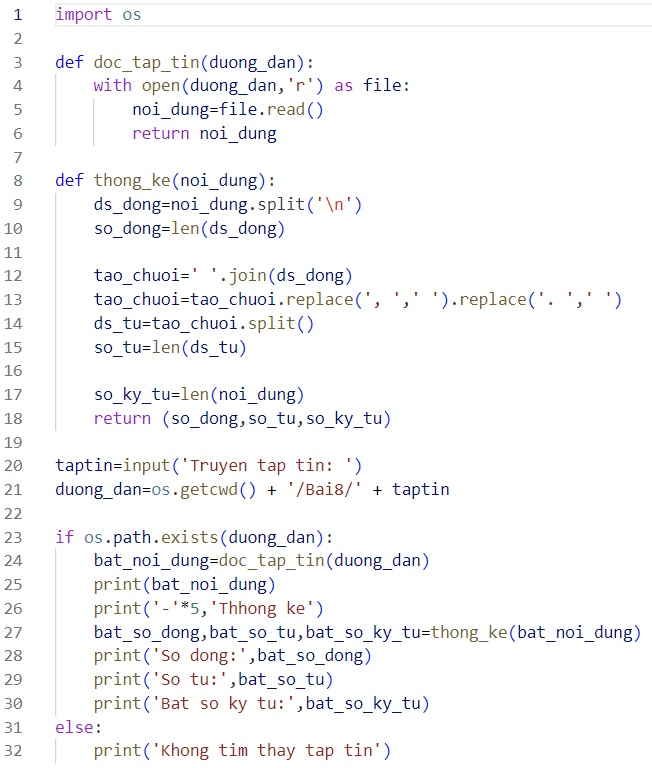 1 import os
2
3 def doc_tap_tin(duong_dan):
4     with open(duong_dan,'r') as file:
5         noi_dung=file.read()
6         return noi_dung
7
8 def thong_ke(noi_dung):
9     ds_dong=noi_dung.split('\n')
10     so_dong=len(ds_dong)
11
12     tao_chuoi=' '.join(ds_dong)
13     tao_chuoi=tao_chuoi.replace(', ',' ').replace('. ',' ')
14     ds_tu=tao_chuoi.split()
15     so_tu=len(ds_tu)
16
17     so_ky_tu=len(noi_dung)
18     return (so_dong,so_tu,so_ky_tu)
19
20 taptin=input('Truyen tap tin: ')
21 duong_dan=os.getcwd() + '/Bai8/' + taptin
22
23 if os.path.exists(duong_dan):
24     bat_noi_dung=doc_tap_tin(duong_dan)
25     print(bat_noi_dung)
26     print('-'*5,'Thhong ke')
27     bat_so_dong,bat_so_tu,bat_so_ky_tu=thong_ke(bat_noi_dung)
28     print('So dong:',bat_so_dong)
29     print('So tu:',bat_so_tu)
30     print('Bat so ky tu:',bat_so_ky_tu)
31 else:
32     print('Khong tim thay tap tin')